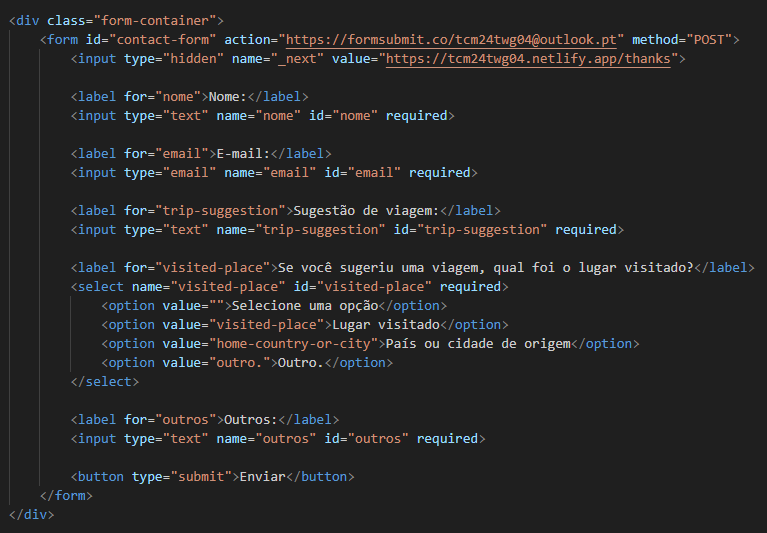 <div class="form-container">
<form id="contact-form" action="https://formsubmit.co/tcm24twg04@outlook.pt" method="POST">
<input type="hidden" name="_next" value="https://tcm24twg04.netlify.app/thanks">
<label for="nome">Nome:</label>
<input type="text" name="nome" id="nome" required>
<label for="email">E-mail:</label>
<input type="email" name="email" id="email" required>
<label for="trip-suggestion">Sugestão de viagem:</label>
<input type="text" name="trip-suggestion" id="trip-suggestion" required>
<label for="visited-place">Se você sugeriu uma viagem, qual foi o lugar visitado?</label>
<select name="visited-place" id="visited-place" required>
<option value="">Selecione uma opção</option>
<option value="visited-place">Lugar visitado</option>
<option value="home-country-or-city">País ou cidade de origem</option>
<option value="outro.">Outro.</option>
</select>
<label for="outros">Outros:</label>
<input type="text" name="outros" id="outros" required>
<button type="submit">Enviar</button>
</form>
</div>